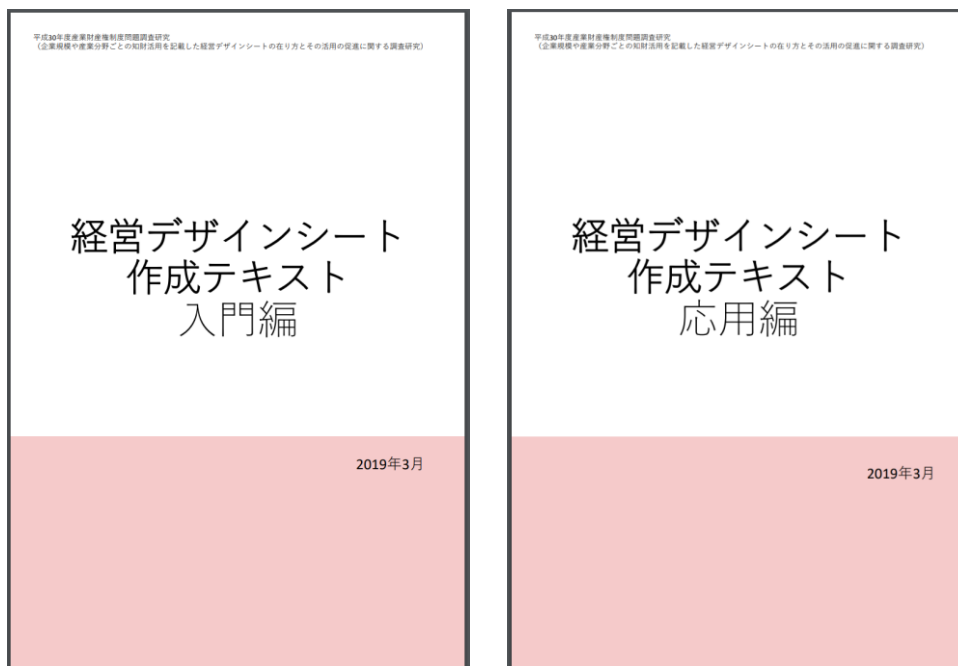 平成30年度産業財産権制度問題調査研究
(企業規模や産業分野ごとの知財活用を記載した経営デザインシートの在り方とその活用の促進に関する調査研究)
経営デザインシート
作成テキスト
入門編
2019年3月
平成30年度産業財産権制度問題調査研究
(企業規模や産業分野ごとの知財活用を記載した経営デザインシートの在り方とその活用の促進に関する調査研究)
経営デザインシート
作成テキスト
応用編
2019年3月